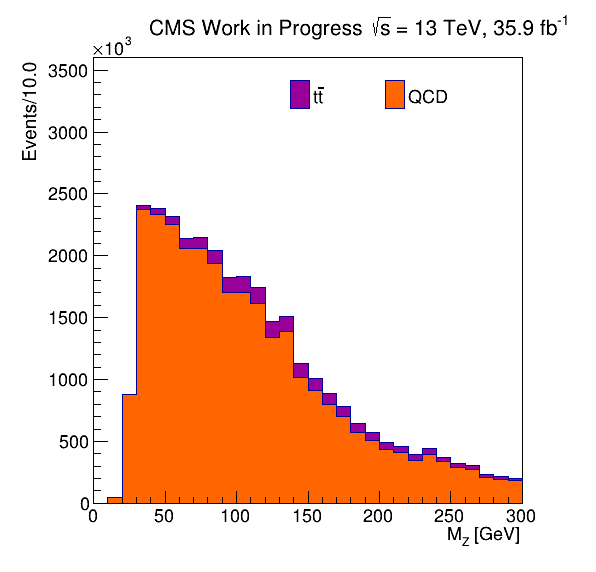 CMS Work in Progress √s = 13 TeV, 35.9 fb⁻¹
×10³
Events/10.0
3500
3000
2500
2000
1500
1000
500
0
tt̄
QCD
0 50 100 150 200 250 300
M_Z [GeV]